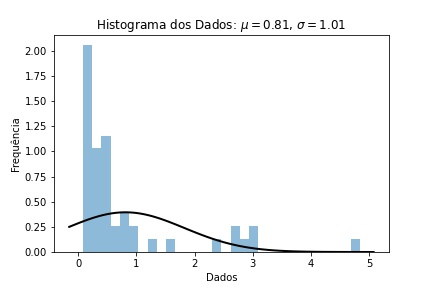 Histograma dos Dados: μ = 0.81, σ = 1.01
Frequência
2.00
1.75
1.50
1.25
1.00
0.75
0.50
0.25
0.00
0 1 2 3 4 5
Dados